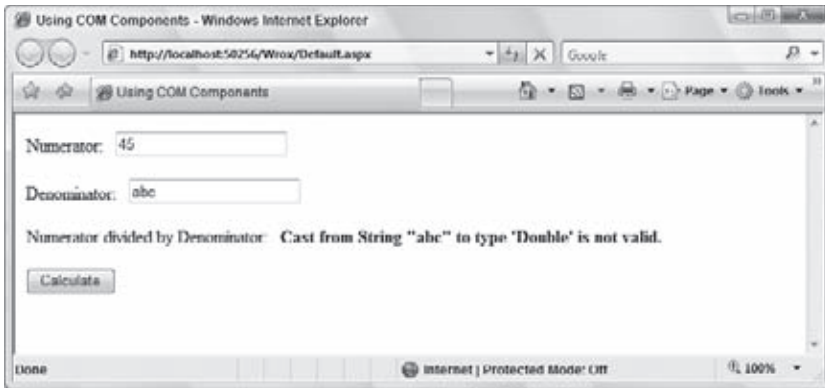 Using COM Components - Windows Internet Explorer
http://localhost:50256/Wrox/Default.aspx
Google
Using COM Components
Page
Tools
Numerator: 45
Denominator: abc
Numerator divided by Denominator: Cast from String "abc" to type 'Double' is not valid.
Calculate
Done
Internet | Protected Mode: Off
100%